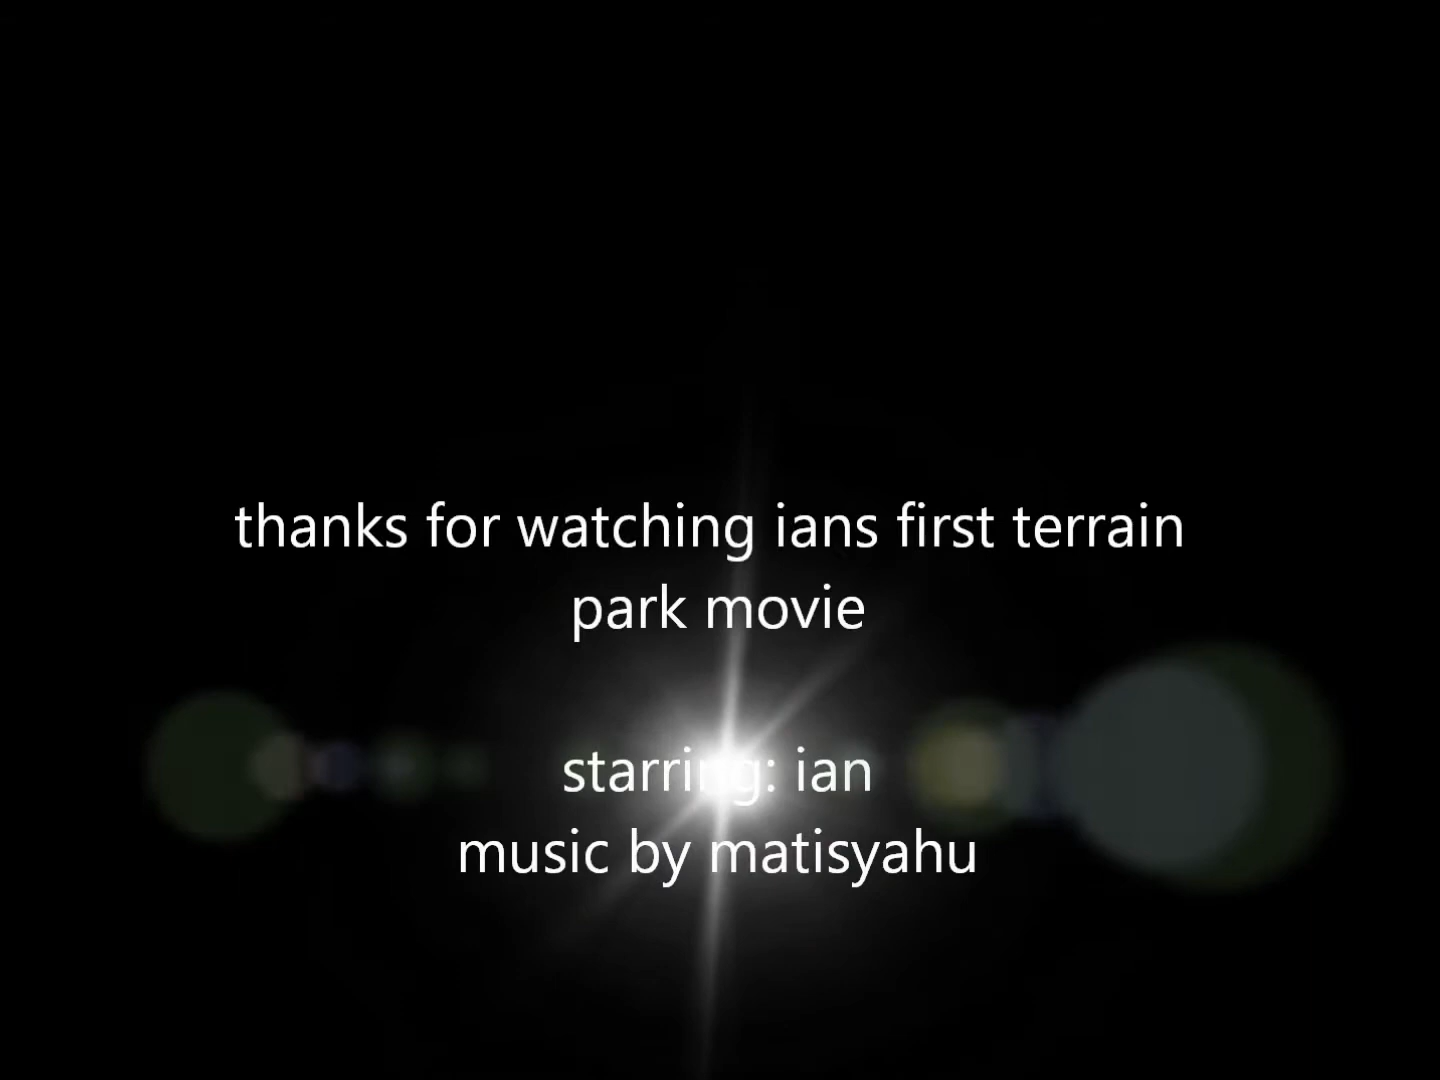 thanks for watching ians first terrain
park movie
starring: ian
music by matisyahu